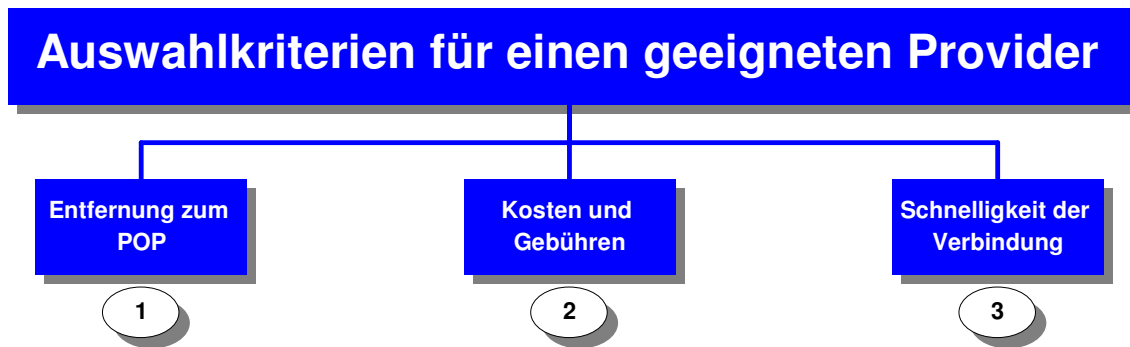 Auswahlkriterien für einen geeigneten Provider
Entfernung zum
POP
Kosten und
Gebühren
Schnelligkeit der
Verbindung
1
2
3